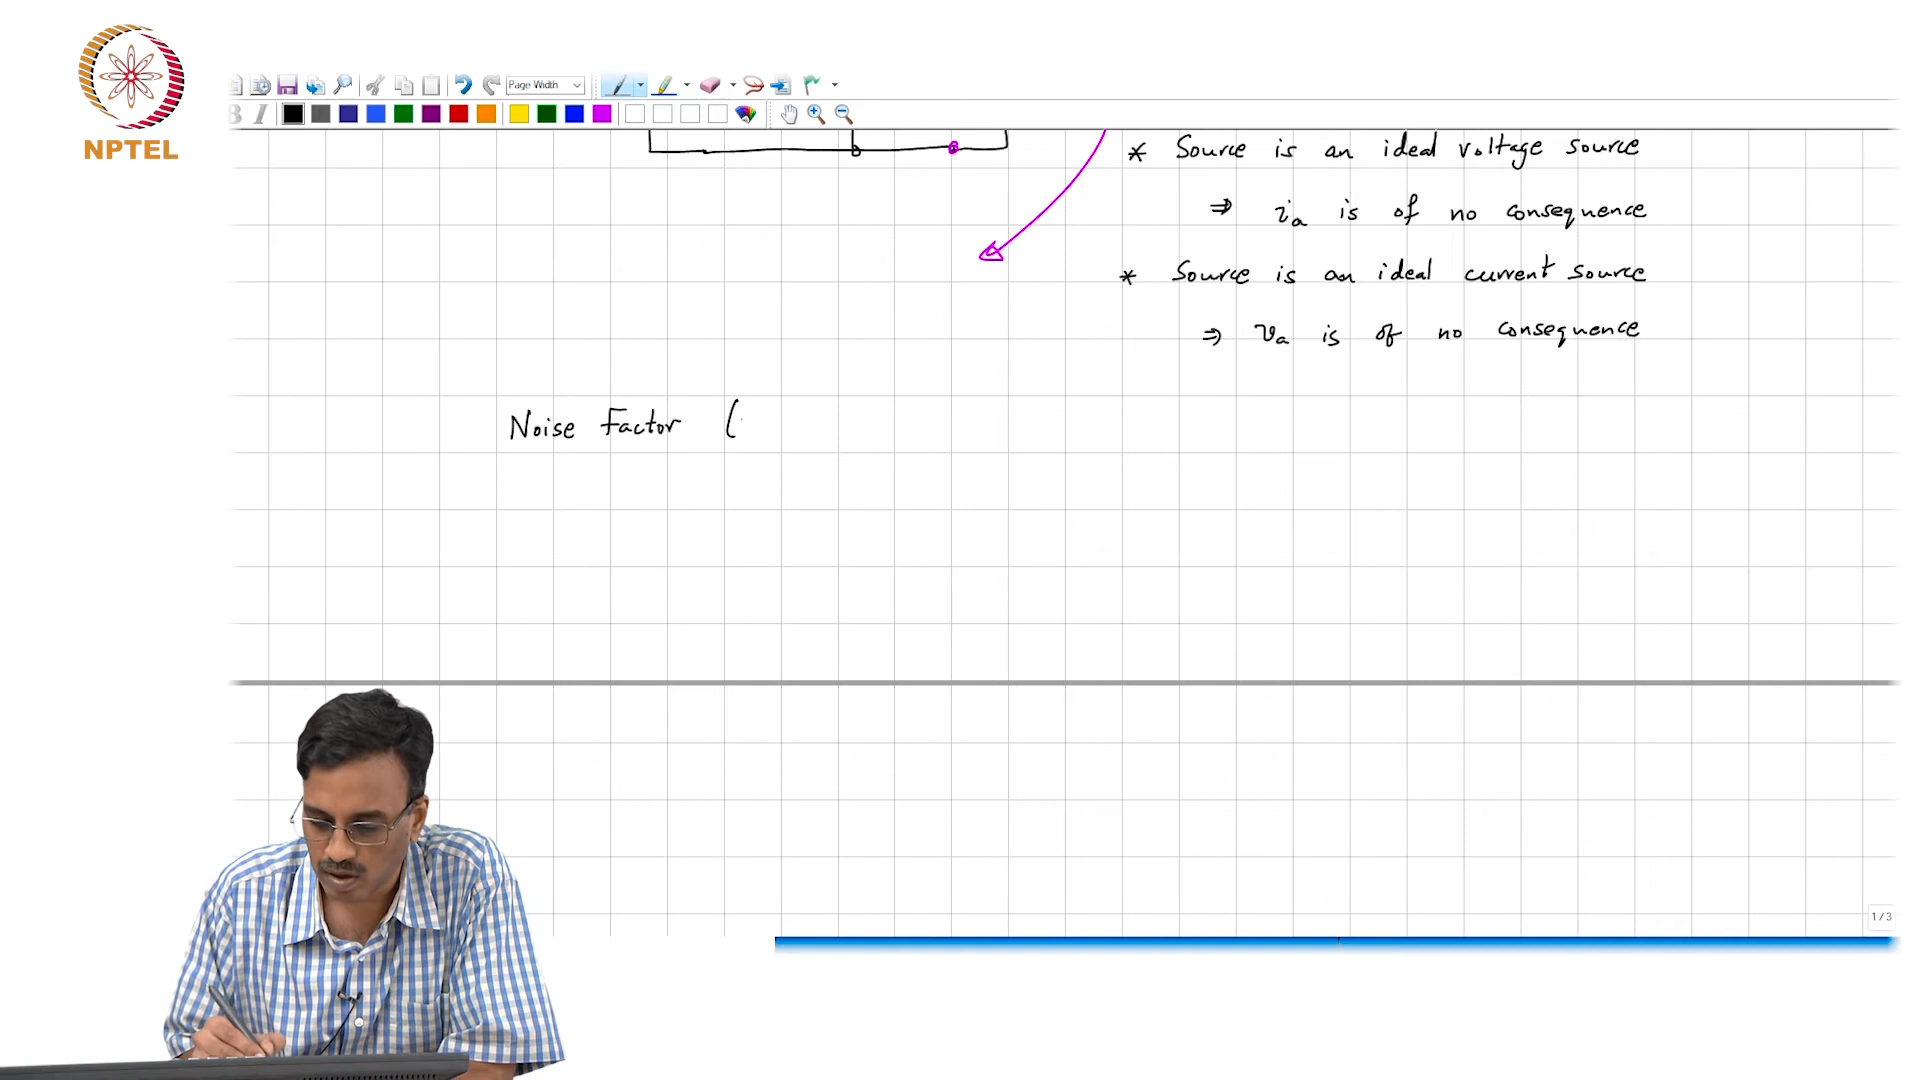 NPTEL
Page Width
B I
* Source is an ideal voltage source
⇒ ia is of no consequence
* Source is an ideal current source
⇒ va is of no consequence
Noise Factor (
1 / 3